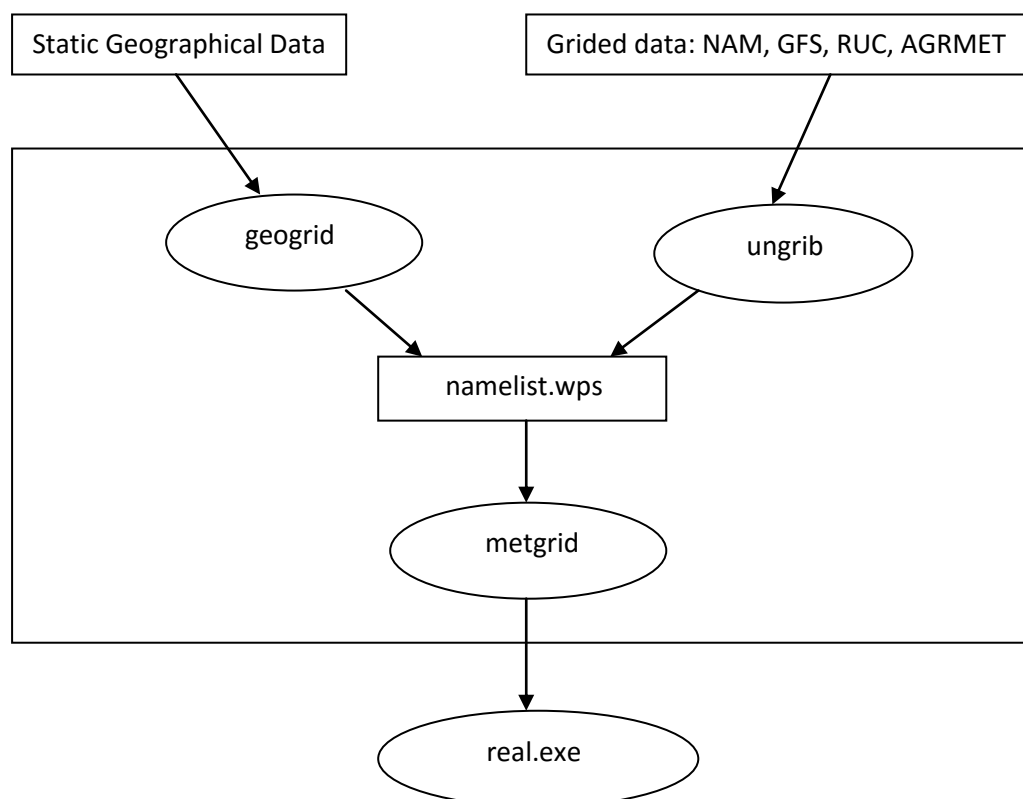 Static Geographical Data
Grided data: NAM, GFS, RUC, AGRMET
geogrid
ungrib
namelist.wps
metgrid
real.exe